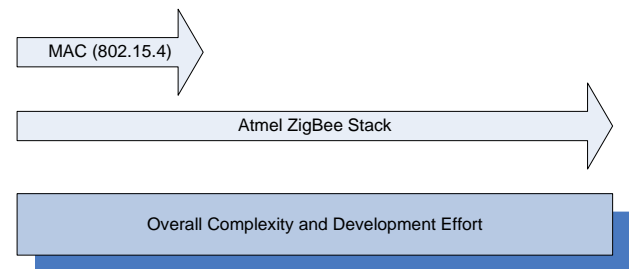 MAC (802.15.4)
Atmel ZigBee Stack
Overall Complexity and Development Effort